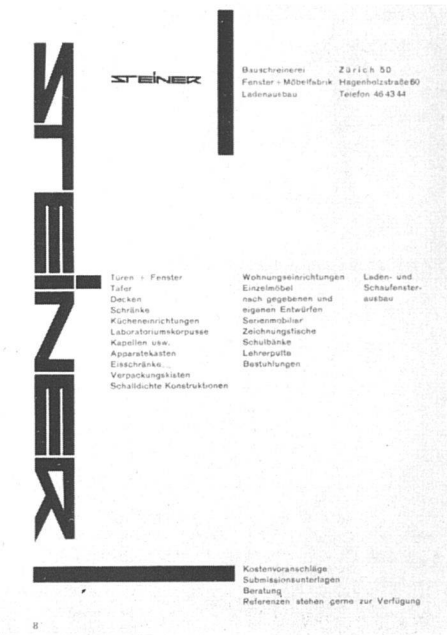 STEINER
STEINER
Bauschreinerei
Fenster + Möbelfabrik
Ladenausbau
Zürich 50
Hagenholzstraße 60
Telefon 46 43 44
Türen + Fenster
Täfer
Decken
Schränke
Kücheneinrichtungen
Laboratoriumskorpusse
Kapellen usw.
Apparatekasten
Eisschränke
Verpackungskisten
Schalldichte Konstruktionen
Wohnungseinrichtungen
Einzelmöbel
nach gegebenen und
eigenen Entwürfen
Serienmobiliar
Zeichnungstische
Schulbänke
Lehrerpulte
Bestuhlungen
Laden- und
Schaufenster-
ausbau
Kostenvoranschläge
Submissionsunterlagen
Beratung
Referenzen stehen gerne zur Verfügung
8